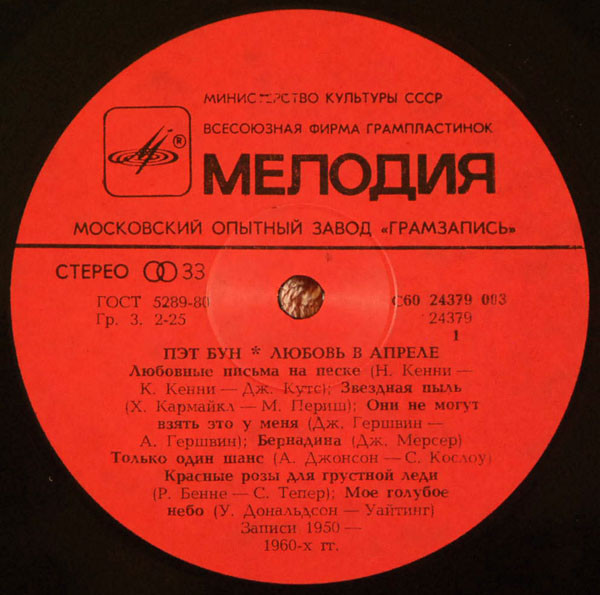 МИНИСТЕРСТВО КУЛЬТУРЫ СССР
ВСЕСОЮЗНАЯ ФИРМА ГРАМПЛАСТИНОК
®
МЕЛОДИЯ
МОСКОВСКИЙ ОПЫТНЫЙ ЗАВОД «ГРАМЗАПИСЬ»
СТЕРЕО 33
ГОСТ 5289-80 С60 24379 003
Гр. 3. 2-25 24379
1
ПЭТ БУН * ЛЮБОВЬ В АПРЕЛЕ
Любовные письма на песке (Н. Кенни —
К. Кенни — Дж. Кутс); Звездная пыль
(Х. Кармайкл — М. Периш); Они не могут
взять это у меня (Дж. Гершвин —
А. Гершвин); Бернадина (Дж. Мерсер)
Только один шанс (А. Джонсон — С. Кослоу)
Красные розы для грустной леди
(Р. Бенне — С. Тепер); Мое голубое
небо (У. Дональдсон — Уайтинг)
Записи 1950 —
1960-х гг.